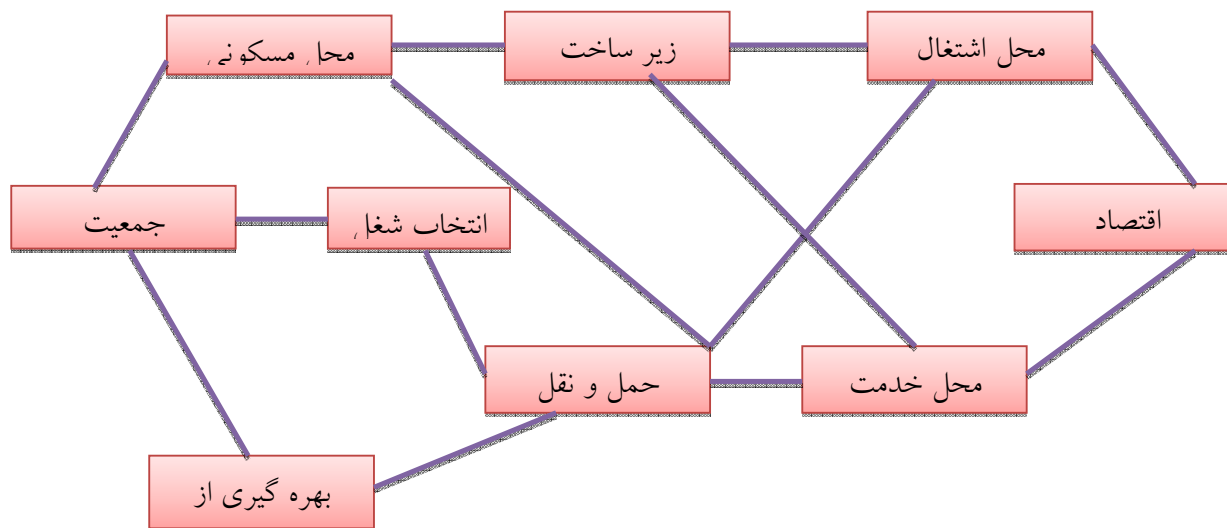 محل اشتغال
زیر ساخت
محل مسکونی
اقتصاد
انتخاب شغل
جمعیت
محل خدمت
حمل و نقل
بهره گیری از